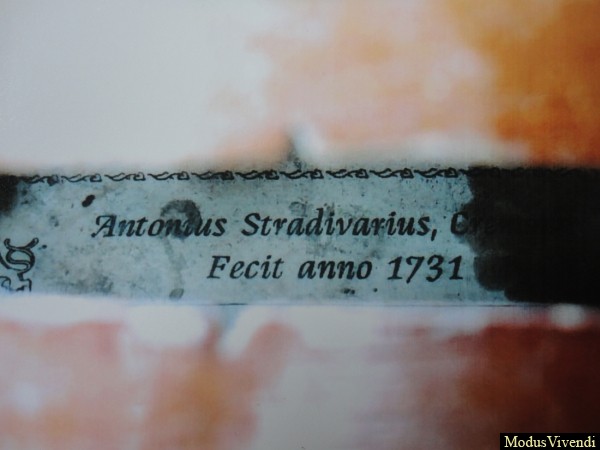 Antonius Stradivarius,
Fecit anno 1731
ModusVivendi